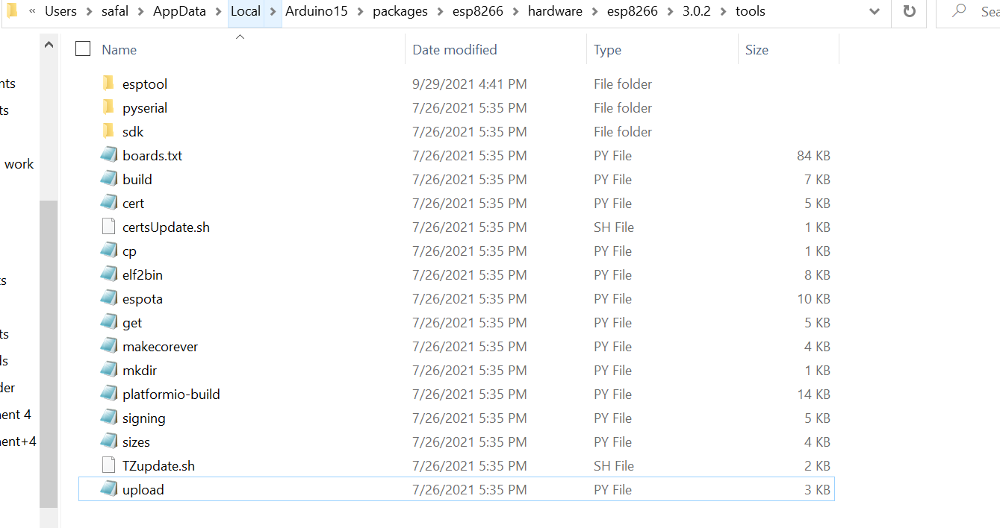 « Users > safal > AppData > Local > Arduino15 > packages > esp8266 > hardware > esp8266 > 3.0.2 > tools
Name Date modified Type Size
esptool 9/29/2021 4:41 PM File folder
pyserial 7/26/2021 5:35 PM File folder
sdk 7/26/2021 5:35 PM File folder
boards.txt 7/26/2021 5:35 PM PY File 84 KB
work
build 7/26/2021 5:35 PM PY File 7 KB
cert 7/26/2021 5:35 PM PY File 5 KB
certsUpdate.sh 7/26/2021 5:35 PM SH File 1 KB
cp 7/26/2021 5:35 PM PY File 1 KB
elf2bin 7/26/2021 5:35 PM PY File 8 KB
espota 7/26/2021 5:35 PM PY File 10 KB
get 7/26/2021 5:35 PM PY File 5 KB
makecorever 7/26/2021 5:35 PM PY File 4 KB
mkdir 7/26/2021 5:35 PM PY File 1 KB
platformio-build 7/26/2021 5:35 PM PY File 14 KB
signing 7/26/2021 5:35 PM PY File 5 KB
sizes 7/26/2021 5:35 PM PY File 4 KB
TZupdate.sh 7/26/2021 5:35 PM SH File 2 KB
upload 7/26/2021 5:35 PM PY File 3 KB